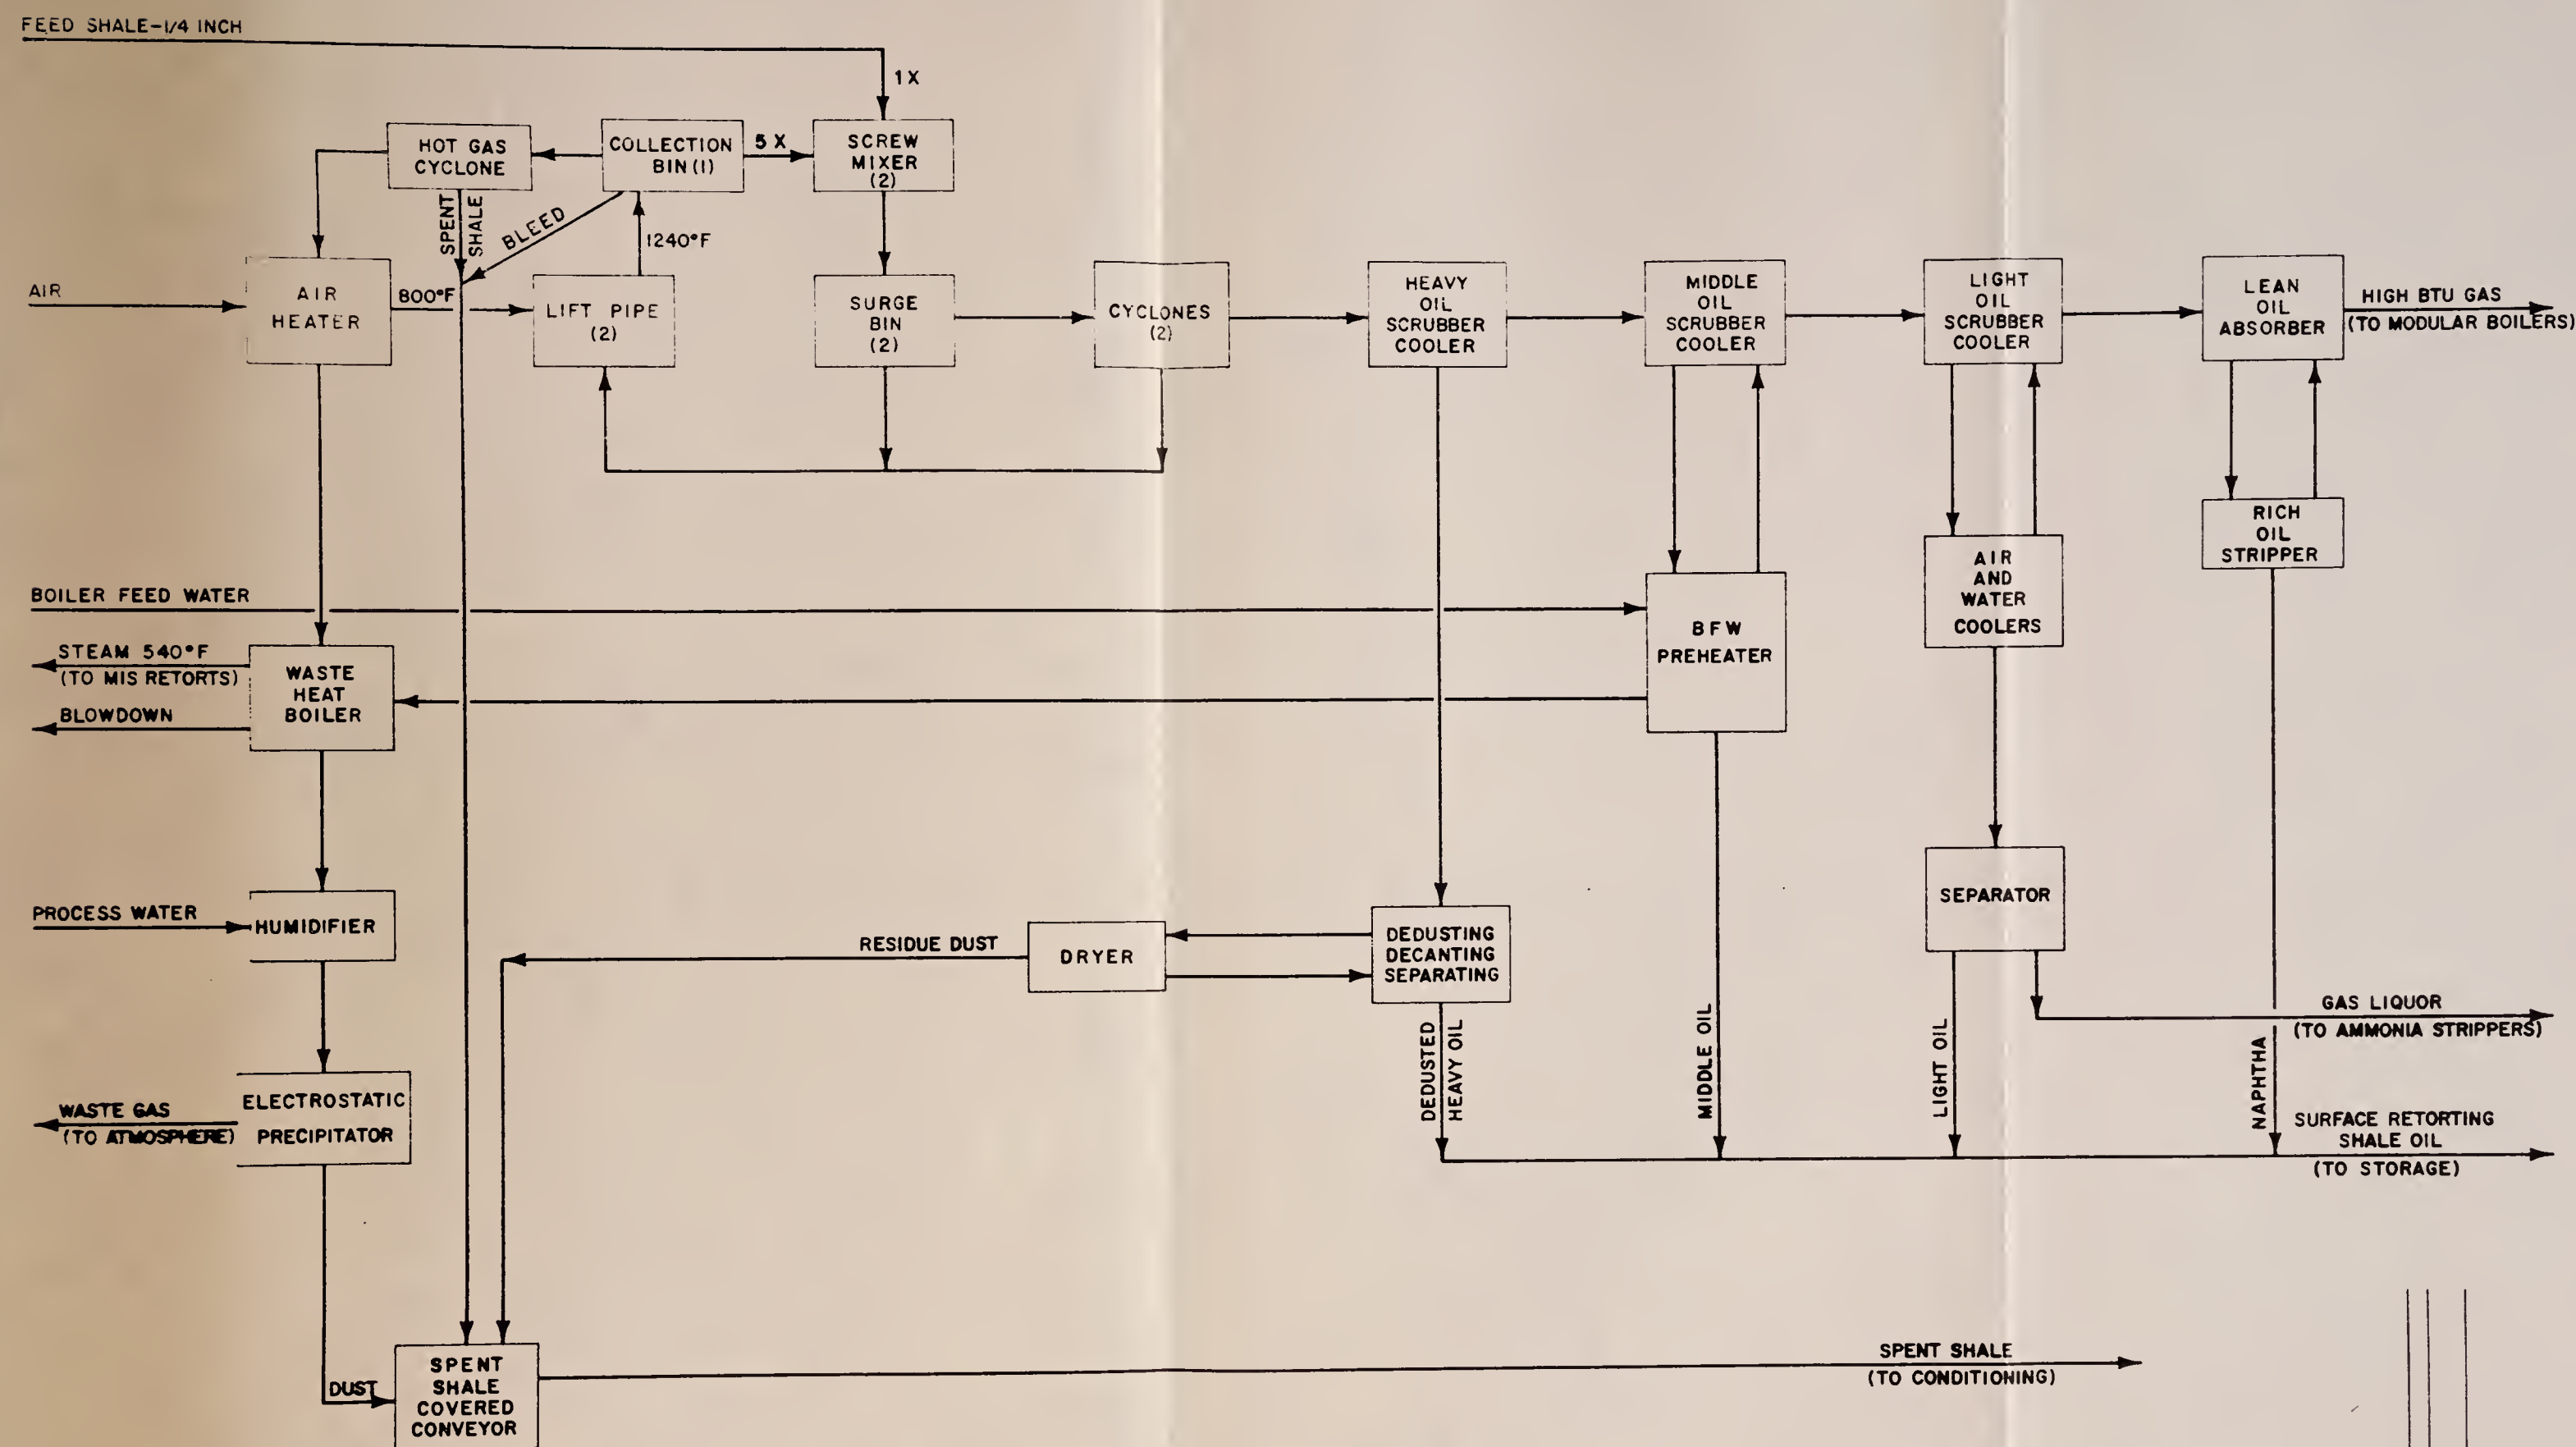 FEED SHALE-1/4 INCH
1X
HOT GAS
CYCLONE
COLLECTION
BIN(1)
5X
SCREW
MIXER
(2)
SPENT
SHALE
BLEED
1240°F
AIR
AIR
HEATER
800°F
LIFT PIPE
(2)
SURGE
BIN
(2)
CYCLONES
(2)
HEAVY
OIL
SCRUBBER
COOLER
MIDDLE
OIL
SCRUBBER
COOLER
LIGHT
OIL
SCRUBBER
COOLER
LEAN
OIL
ABSORBER
HIGH BTU GAS
(TO MODULAR BOILERS)
RICH
OIL
STRIPPER
AIR
AND
WATER
COOLERS
BOILER FEED WATER
BFW
PREHEATER
STEAM 540°F
(TO MIS RETORTS)
BLOWDOWN
WASTE
HEAT
BOILER
PROCESS WATER
HUMIDIFIER
RESIDUE DUST
DRYER
DEDUSTING
DECANTING
SEPARATING
SEPARATOR
DEDUSTED
HEAVY OIL
MIDDLE OIL
LIGHT OIL
NAPHTHA
GAS LIQUOR
(TO AMMONIA STRIPPERS)
WASTE GAS
(TO ATMOSPHERE)
ELECTROSTATIC
PRECIPITATOR
SURFACE RETORTING
SHALE OIL
(TO STORAGE)
DUST
SPENT
SHALE
COVERED
CONVEYOR
SPENT SHALE
(TO CONDITIONING)